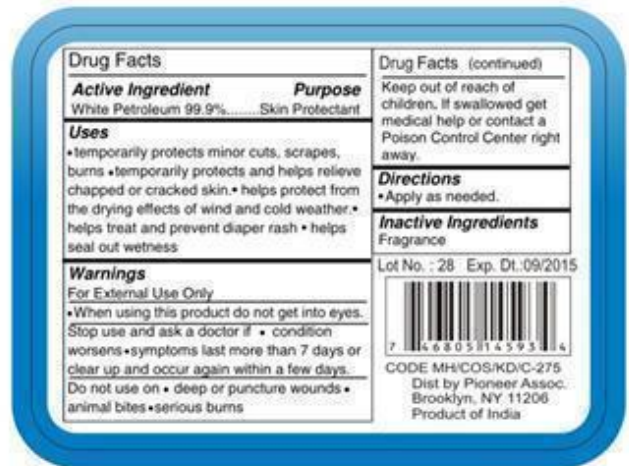 Drug Facts
Active Ingredient Purpose
White Petroleum 99.9%........Skin Protectant
Uses
•temporarily protects minor cuts, scrapes,
burns •temporarily protects and helps relieve
chapped or cracked skin.• helps protect from
the drying effects of wind and cold weather.•
helps treat and prevent diaper rash • helps
seal out wetness
Warnings
For External Use Only
•When using this product do not get into eyes.
Stop use and ask a doctor if • condition
worsens•symptoms last more than 7 days or
clear up and occur again within a few days.
Do not use on • deep or puncture wounds •
animal bites •serious burns
Drug Facts (continued)
Keep out of reach of
children. If swallowed get
medical help or contact a
Poison Control Center right
away.
Directions
•Apply as needed.
Inactive Ingredients
Fragrance
Lot No. : 28 Exp. Dt.:09/2015
7 46805 14593 4
CODE MH/COS/KD/C-275
Dist by Pioneer Assoc.
Brooklyn, NY 11206
Product of India